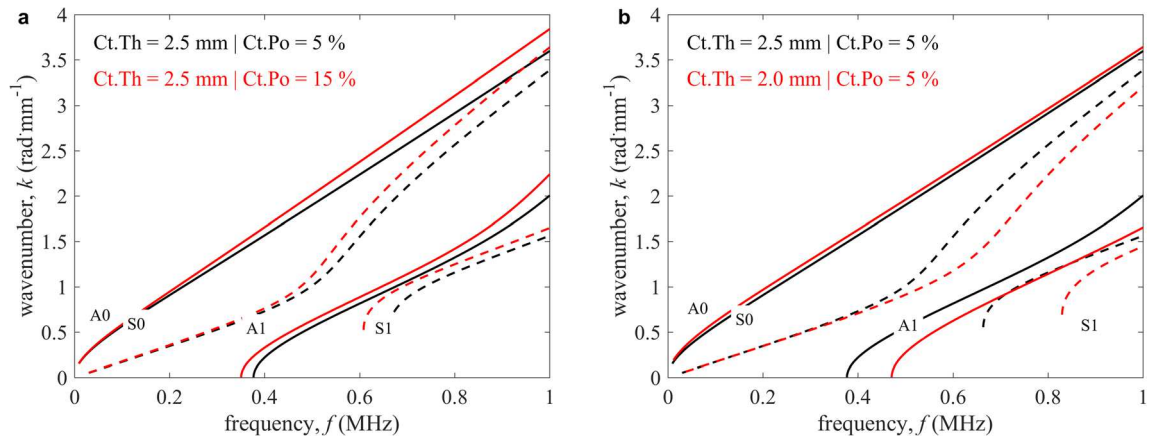 a
Ct.Th = 2.5 mm | Ct.Po = 5 %
Ct.Th = 2.5 mm | Ct.Po = 15 %
wavenumber, k (rad·mm⁻¹)
4
3.5
3
2.5
2
1.5
1
0.5
0
A0
S0
A1
S1
0 0.2 0.4 0.6 0.8 1
frequency, f (MHz)
b
Ct.Th = 2.5 mm | Ct.Po = 5 %
Ct.Th = 2.0 mm | Ct.Po = 5 %
wavenumber, k (rad·mm⁻¹)
4
3.5
3
2.5
2
1.5
1
0.5
0
A0
S0
A1
S1
0 0.2 0.4 0.6 0.8 1
frequency, f (MHz)